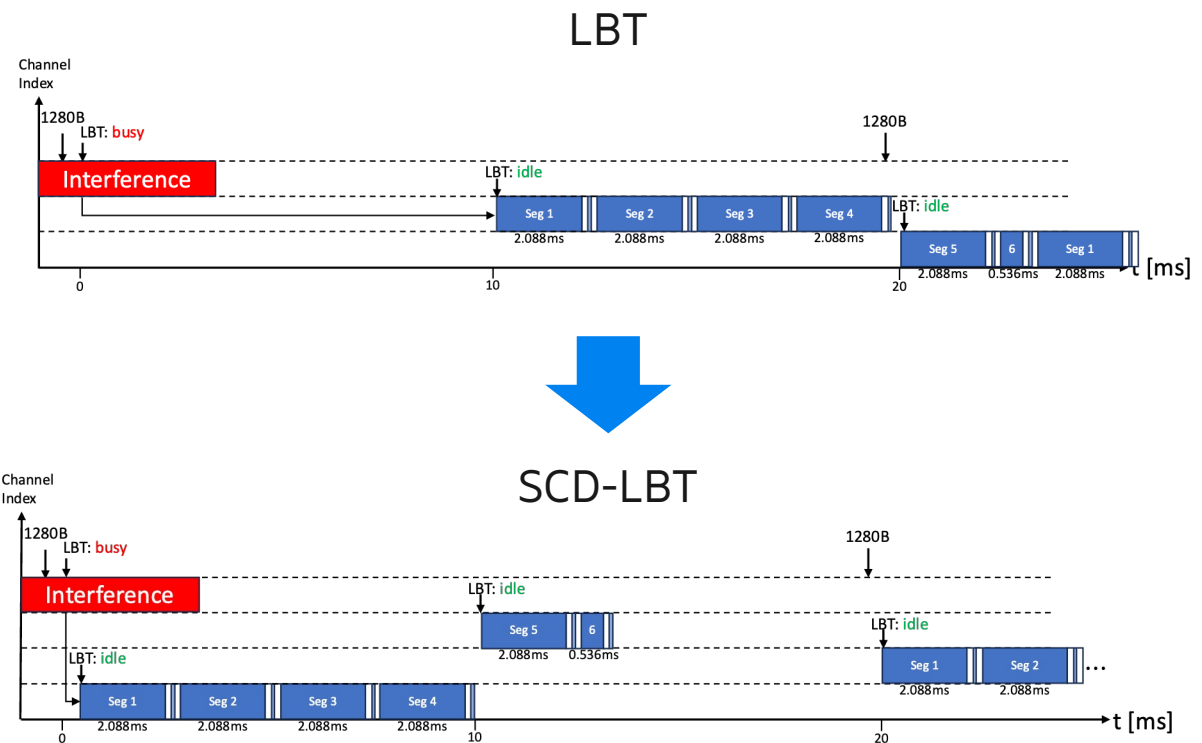 LBT
Channel
Index
1280B
LBT: busy
1280B
Interference
LBT: idle
LBT: idle
Seg 1
Seg 2
Seg 3
Seg 4
2.088ms
2.088ms
2.088ms
2.088ms
Seg 5
6
Seg 1
2.088ms
0.536ms
2.088ms
t [ms]
0
10
20
SCD-LBT
Channel
Index
1280B
LBT: busy
1280B
Interference
LBT: idle
Seg 5
6
2.088ms
0.536ms
LBT: idle
Seg 1
Seg 2
...
2.088ms
2.088ms
LBT: idle
Seg 1
Seg 2
Seg 3
Seg 4
2.088ms
2.088ms
2.088ms
2.088ms
t [ms]
0
10
20